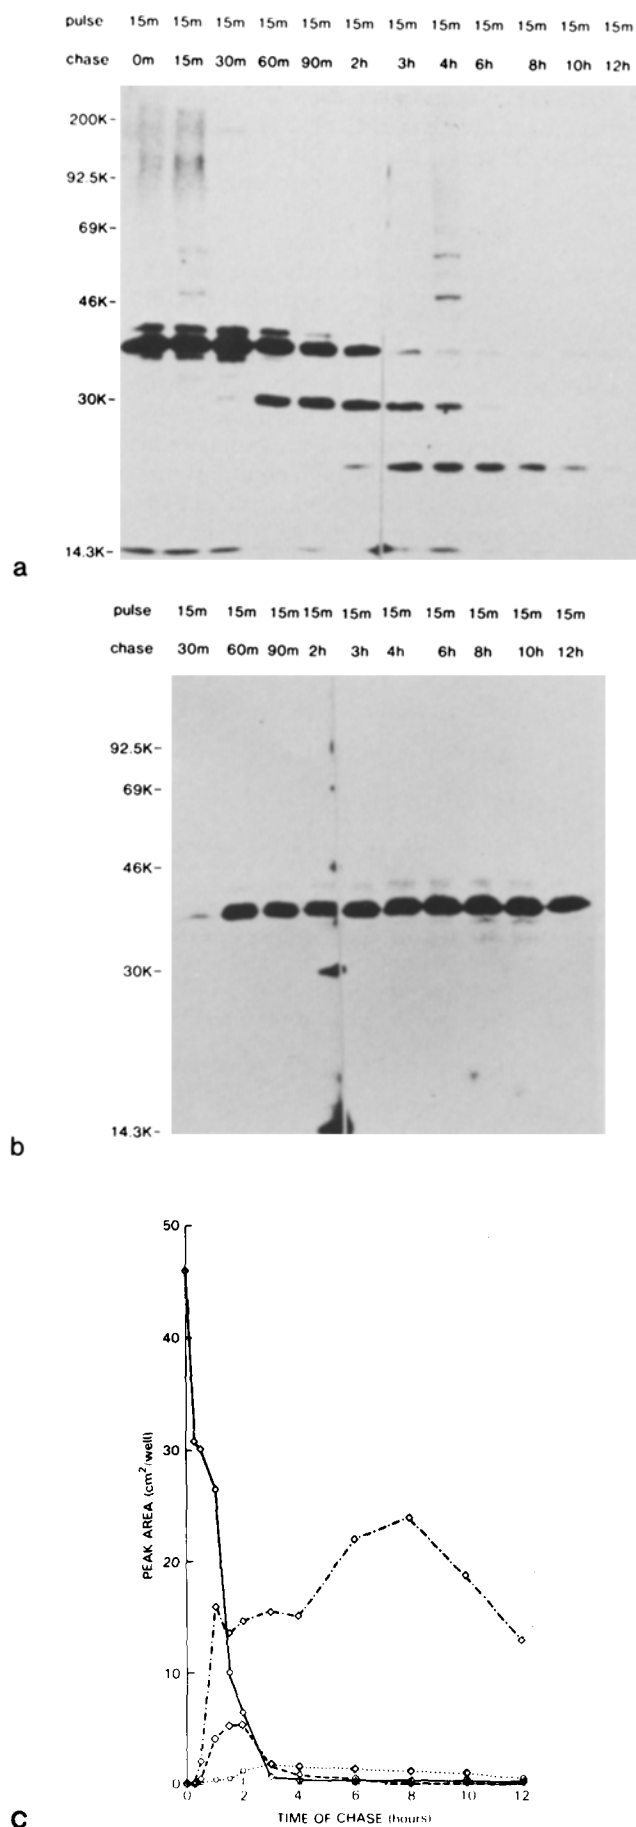 pulse 15m 15m 15m 15m 15m 15m 15m 15m 15m 15m 15m 15m
chase 0m 15m 30m 60m 90m 2h 3h 4h 6h 8h 10h 12h
200K-
92.5K-
69K-
46K-
30K-
14.3K-
a
pulse 15m 15m 15m 15m 15m 15m 15m 15m 15m 15m
chase 30m 60m 90m 2h 3h 4h 6h 8h 10h 12h
92.5K-
69K-
46K-
30K-
14.3K-
b
50
40
30
20
10
0
PEAK AREA (cm²/well)
0 2 4 6 8 10 12
TIME OF CHASE (hours)
c